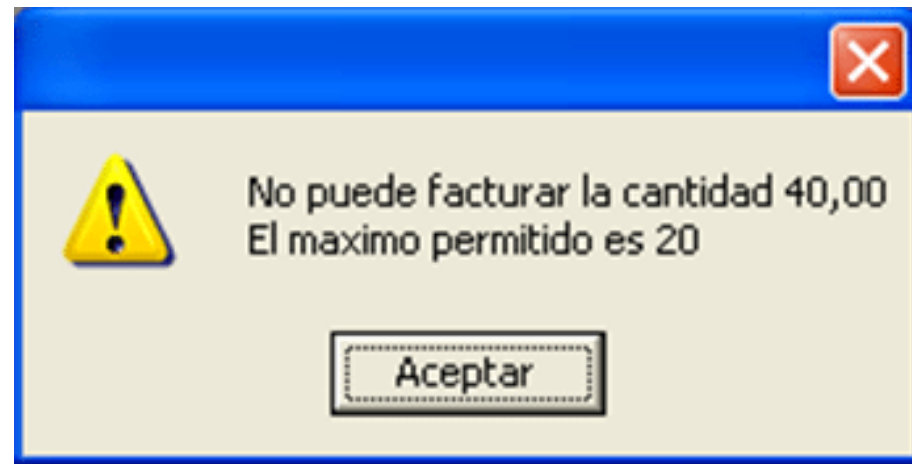 No puede facturar la cantidad 40,00
El maximo permitido es 20
Aceptar